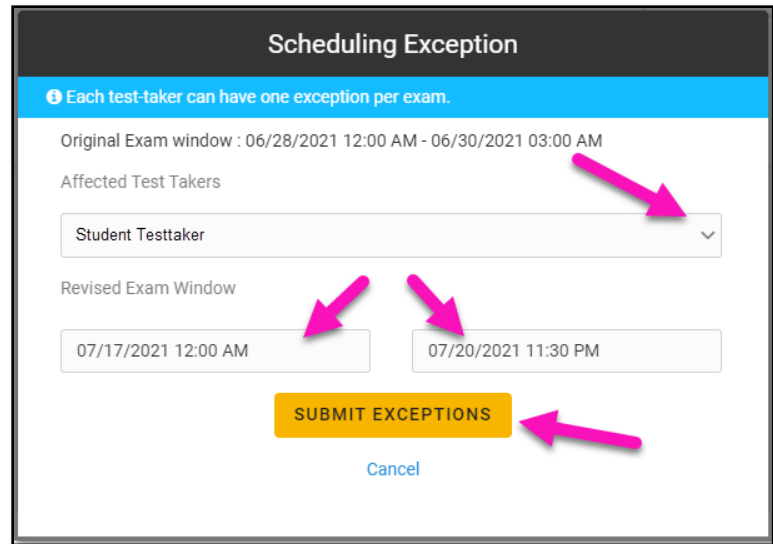 Scheduling Exception
Each test-taker can have one exception per exam.
Original Exam window : 06/28/2021 12:00 AM - 06/30/2021 03:00 AM
Affected Test Takers
Student Testtaker
Revised Exam Window
07/17/2021 12:00 AM 07/20/2021 11:30 PM
SUBMIT EXCEPTIONS
Cancel